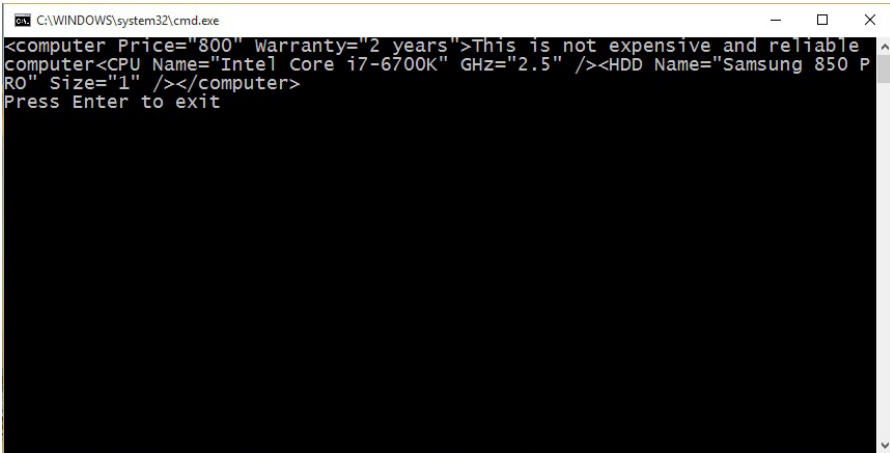 C:\WINDOWS\system32\cmd.exe
<computer Price="800" Warranty="2 years">This is not expensive and reliable
computer<CPU Name="Intel Core i7-6700K" GHz="2.5" /><HDD Name="Samsung 850 P
RO" Size="1" /></computer>
Press Enter to exit